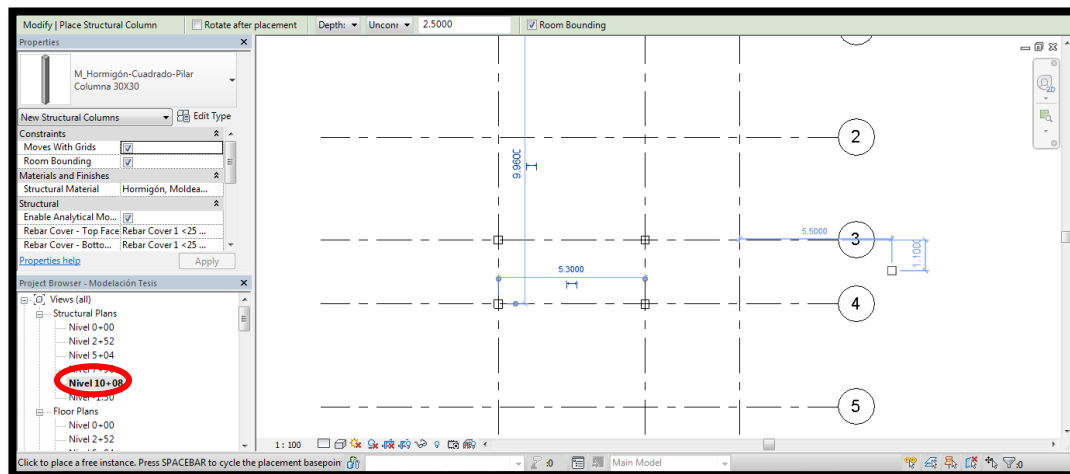 Modify | Place Structural Column Rotate after placement Depth: Uncon 2.5000 Room Bounding
Properties
M_Hormigón-Cuadrado-Pilar
Columna 30X30
New Structural Columns Edit Type
Constraints
Moves With Grids
Room Bounding
Materials and Finishes
Structural Material Hormigón, Moldea...
Structural
Enable Analytical Mo...
Rebar Cover - Top Face Rebar Cover 1 <25 ...
Rebar Cover - Botto... Rebar Cover 1 <25 ...
Properties help Apply
Project Browser - Modelación Tesis
Views (all)
Structural Plans
Nivel 0+00
Nivel 2+52
Nivel 5+04
Nivel 10+08
Floor Plans
Nivel 0+00
Nivel 2+52
2
9.9600
3
5.5000
1.1000
5.3000
4
5
1 : 100
Click to place a free instance. Press SPACEBAR to cycle the placement basepoin :0 Main Model :0